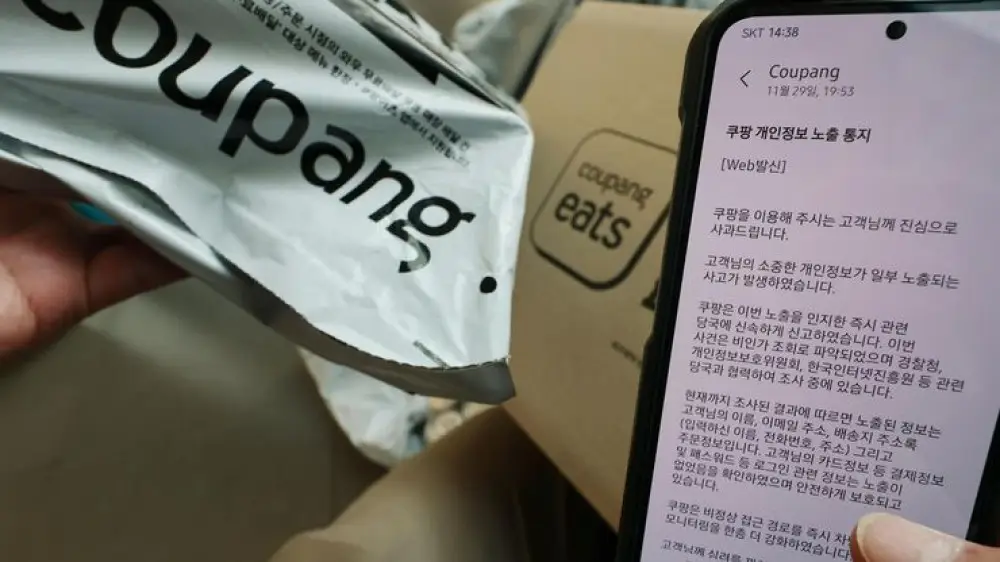 coupang
coupang
eats
SKT 14:38
Coupang
11월 29일, 19:53
쿠팡 개인정보 노출 통지
[Web발신]
쿠팡을 이용해 주시는 고객님께 진심으로
사과드립니다.
고객님의 소중한 개인정보가 일부 노출되는
사고가 발생하였습니다.
쿠팡은 이번 노출을 인지한 즉시 관련
당국에 신속하게 신고하였습니다. 이번
사건은 비인가 조회로 파악되었으며 경찰청,
개인정보보호위원회, 한국인터넷진흥원 등 관련
당국과 협력하여 조사 중에 있습니다.
현재까지 조사된 결과에 따르면 노출된 정보는
고객님의 이름, 이메일 주소, 배송지 주소록
(입력하신 이름, 전화번호, 주소) 그리고
주문정보입니다. 고객님의 카드정보 등 결제정보
및 패스워드 등 로그인 관련 정보는 노출이
없었음을 확인하였으며 안전하게 보호되고
있습니다.
쿠팡은 비정상 접근 경로를 즉시
모니터링을 한층 더 강화하였습니다
고객님께